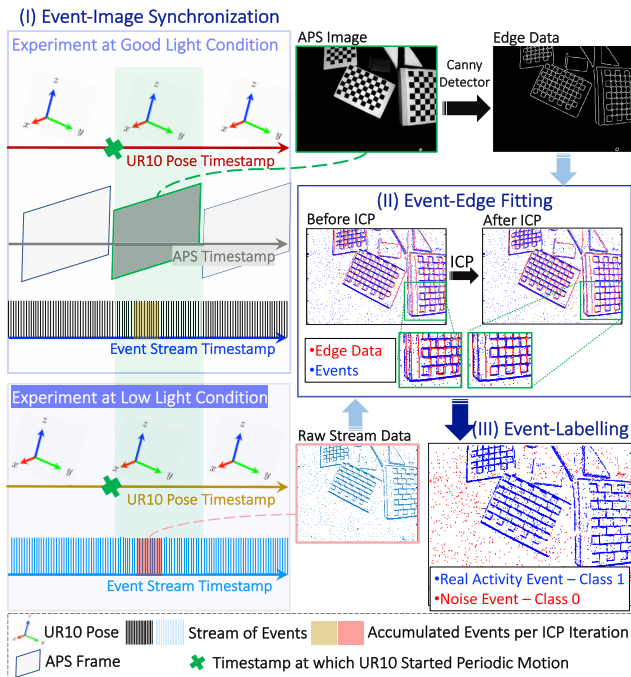 (I) Event-Image Synchronization
Experiment at Good Light Condition
z
x
y
z
x
y
z
x
y
UR10 Pose Timestamp
APS Timestamp
Event Stream Timestamp
Experiment at Low Light Condition
z
x
y
z
x
y
z
x
y
UR10 Pose Timestamp
Event Stream Timestamp
APS Image
Canny
Detector
Edge Data
(II) Event-Edge Fitting
Before ICP
After ICP
ICP
•Edge Data
•Events
Raw Stream Data
(III) Event-Labelling
•Real Activity Event – Class 1
•Noise Event – Class 0
UR10 Pose
Stream of Events
Accumulated Events per ICP Iteration
APS Frame
Timestamp at which UR10 Started Periodic Motion